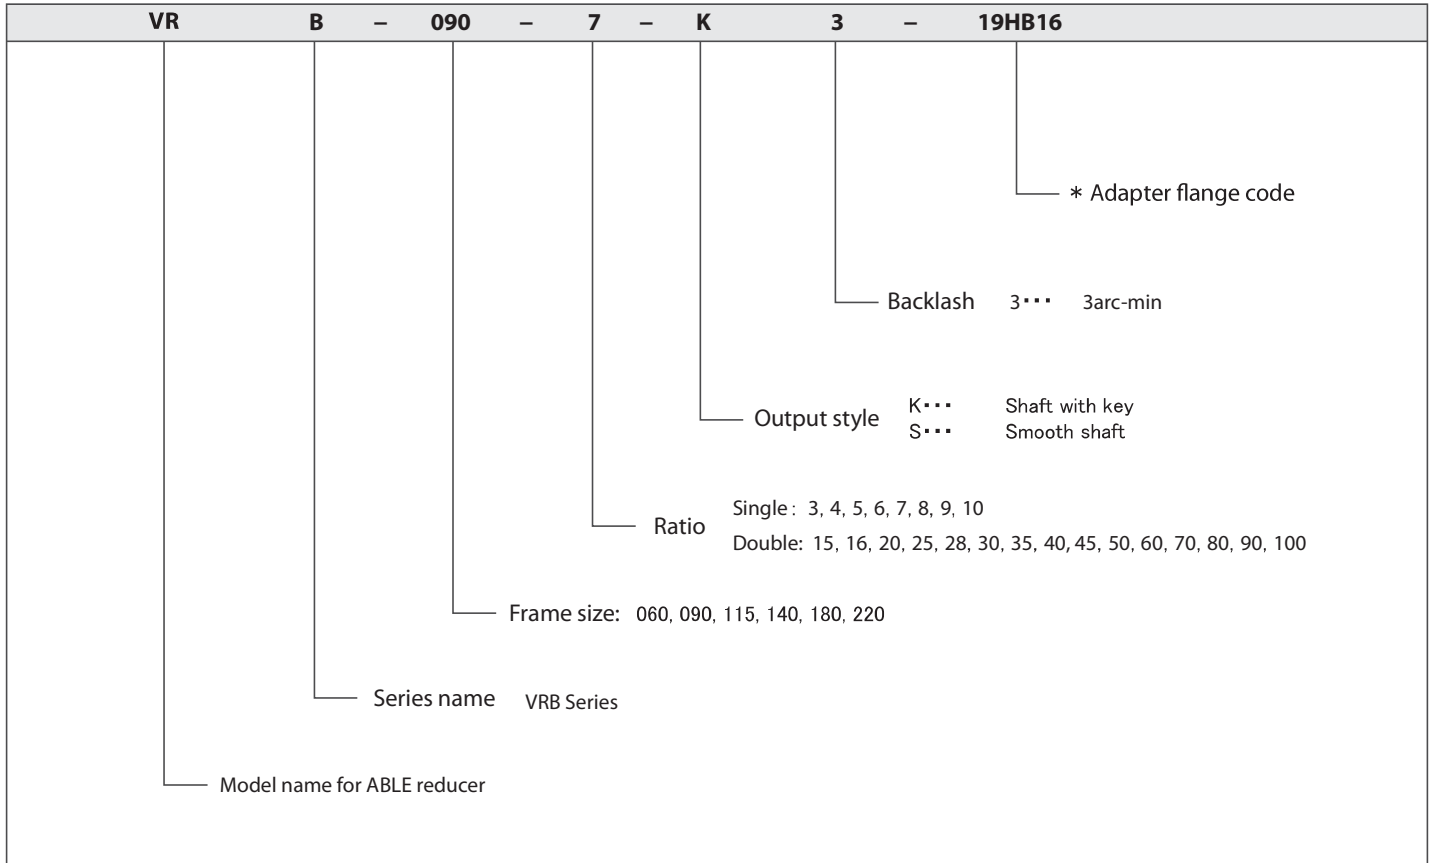 VR B – 090 – 7 – K 3 – 19HB16
* Adapter flange code
Backlash 3··· 3arc-min
Output style K··· Shaft with key
S··· Smooth shaft
Ratio Single : 3, 4, 5, 6, 7, 8, 9, 10
Double: 15, 16, 20, 25, 28, 30, 35, 40, 45, 50, 60, 70, 80, 90, 100
Frame size: 060, 090, 115, 140, 180, 220
Series name VRB Series
Model name for ABLE reducer